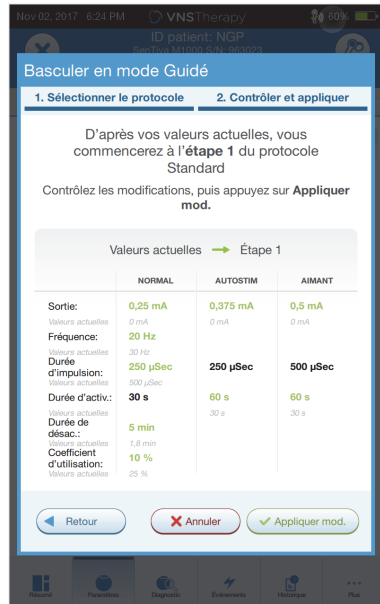 Nov 02, 2017 6:24 PM VNSTherapy 60%
ID patient: NGP
SenTiva M1000 S/N: 963023
Basculer en mode Guidé
1. Sélectionner le protocole 2. Contrôler et appliquer
D'après vos valeurs actuelles, vous
commencerez à l'étape 1 du protocole
Standard
Contrôlez les modifications, puis appuyez sur Appliquer
mod.
Valeurs actuelles → Étape 1
NORMAL AUTOSTIM AIMANT
Sortie: 0,25 mA 0,375 mA 0,5 mA
Valeurs actuelles 0 mA 0 mA 0 mA
Fréquence: 20 Hz
Valeurs actuelles 30 Hz
Durée
d'impulsion: 250 µSec 250 µSec 500 µSec
Valeurs actuelles 500 µSec
Durée d'activ.: 30 s 60 s 60 s
Valeurs actuelles 30 s 30 s
Durée de
désac.: 5 min
Valeurs actuelles 1,8 min
Coefficient
d'utilisation: 10 %
Valeurs actuelles 25 %
Retour Annuler Appliquer mod.
Résumé Paramètres Diagnostic Événements Historique Plus